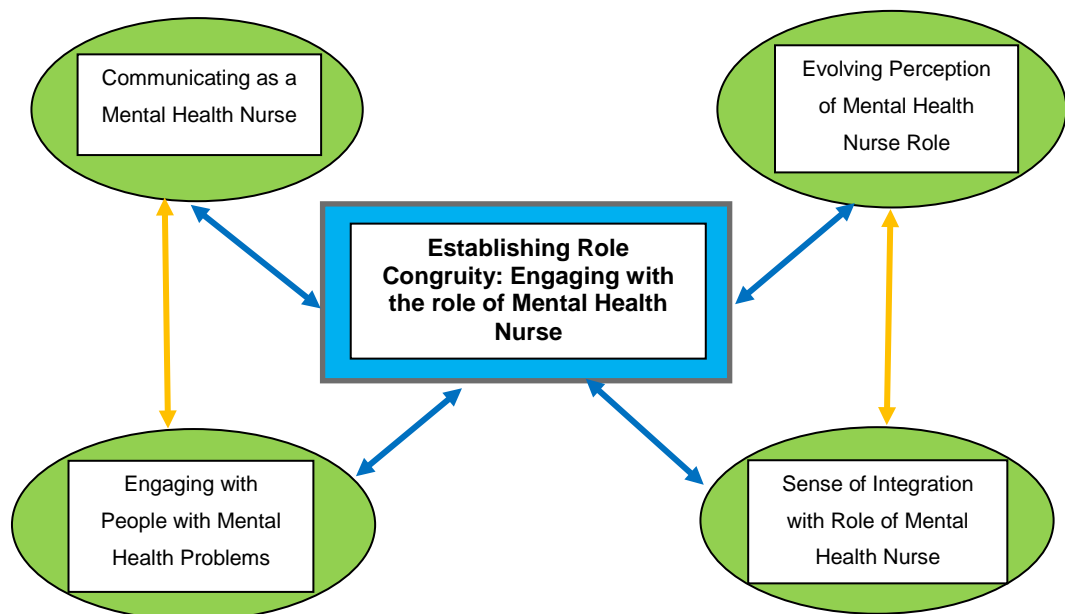 Communicating as a
Mental Health Nurse
Evolving Perception
of Mental Health
Nurse Role
Establishing Role
Congruity: Engaging with
the role of Mental Health
Nurse
Engaging with
People with Mental
Health Problems
Sense of Integration
with Role of Mental
Health Nurse